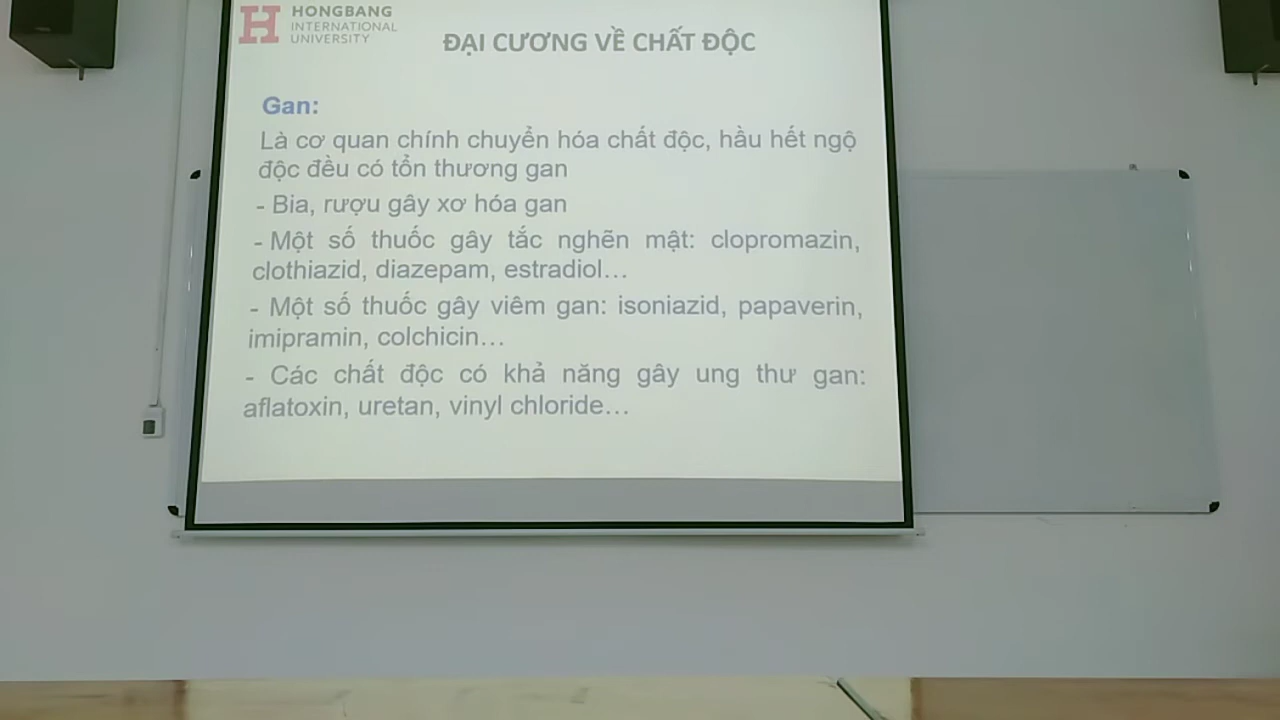 HONGBANG
INTERNATIONAL
UNIVERSITY
ĐẠI CƯƠNG VỀ CHẤT ĐỘC
Gan:
Là cơ quan chính chuyển hóa chất độc, hầu hết ngộ
độc đều có tổn thương gan
- Bia, rượu gây xơ hóa gan
- Một số thuốc gây tắc nghẽn mật: clopromazin,
clothiazid, diazepam, estradiol…
- Một số thuốc gây viêm gan: isoniazid, papaverin,
imipramin, colchicin…
- Các chất độc có khả năng gây ung thư gan:
aflatoxin, uretan, vinyl chloride…